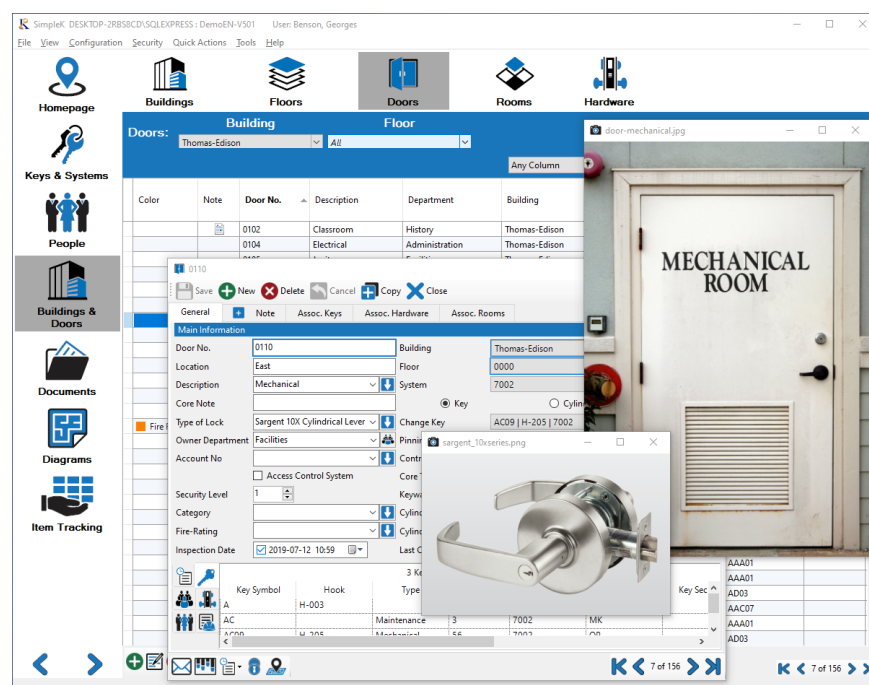 SimpleK DESKTOP-2RBS8CD\SQLEXPRESS : DemoEN-V501 User: Benson, Georges
File View Configuration Security Quick Actions Tools Help
Homepage
Buildings Floors Doors Rooms Hardware
Doors: Building Floor
Thomas-Edison All
Any Column
Keys & Systems
People
Buildings & Doors
Documents
Diagrams
Item Tracking
Color Note Door No. Description Department Building
0102 Classroom History Thomas-Edison
0104 Electrical Administration Thomas-Edison
Fire
door-mechanical.jpg
MECHANICAL
ROOM
0110
Save New Delete Cancel Copy Close
General Note Assoc. Keys Assoc. Hardware Assoc. Rooms
Main Information
Door No. 0110 Building Thomas-Edison
Location East Floor 0000
Description Mechanical System 7002
Core Note Key
Type of Lock Sargent 10X Cylindrical Lever Change Key AC09 | H-205 | 7002
Owner Department Facilities
Account No
Access Control System
Security Level 1
Category
Fire-Rating
Inspection Date 2019-07-12 10:59
sargent_10xseries.png
Key Symbol Hook
A H-003
AC Maintenance 3 7002 MK
AC09 H-205 Mechanical 56 7002 OP
7 of 156
AAA01
AAA01
AD03
AAC07
AAA01
AD03
7 of 156